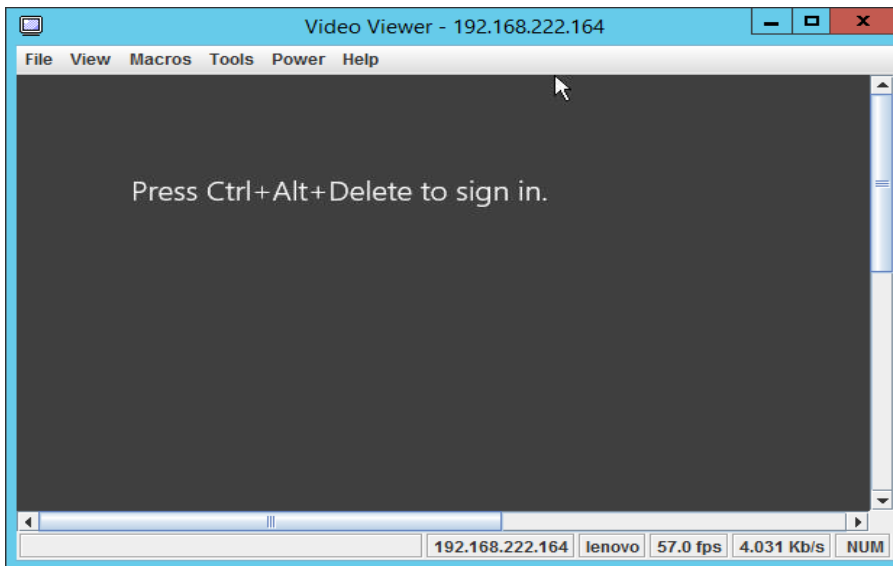 Video Viewer - 192.168.222.164
File View Macros Tools Power Help
Press Ctrl+Alt+Delete to sign in.
192.168.222.164 lenovo 57.0 fps 4.031 Kb/s NUM